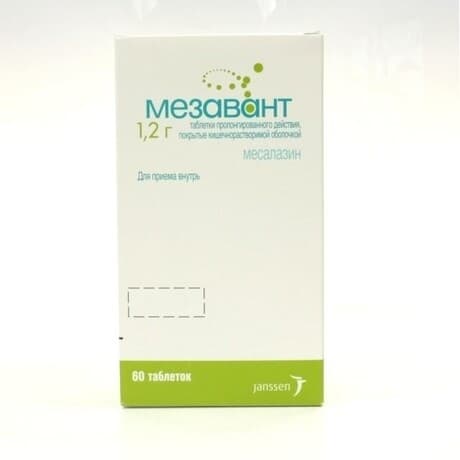 мезавант
1,2 г
таблетки пролонгированного действия,
покрытые кишечнорастворимой оболочкой
месалазин
Для приема внутрь
60 таблеток
janssen